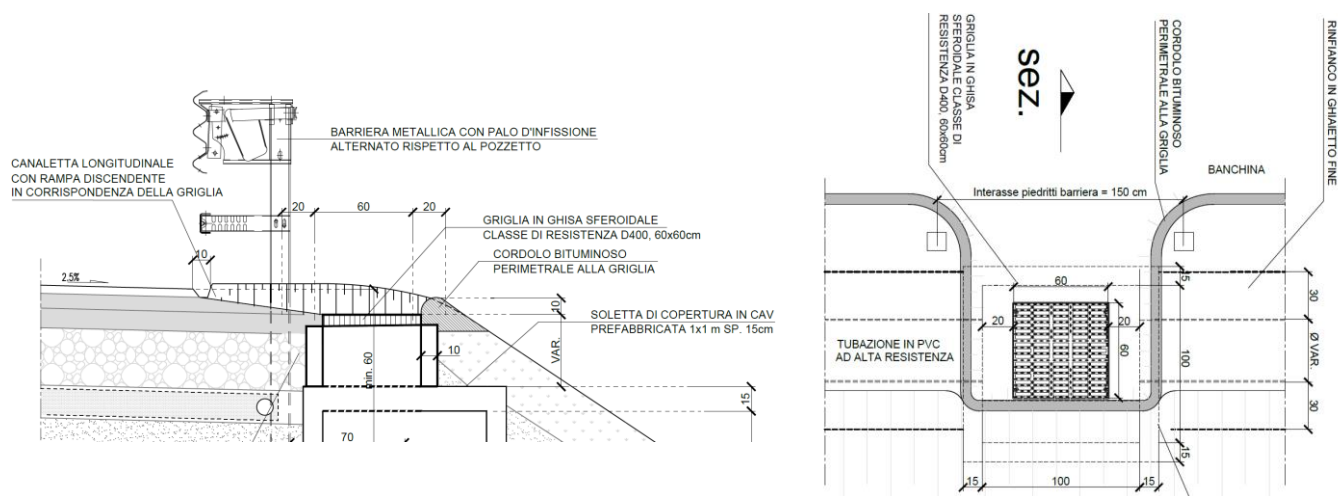 BARRIERA METALLICA CON PALO D'INFISSIONE
ALTERNATO RISPETTO AL POZZETTO
CANALETTA LONGITUDINALE
CON RAMPA DISCENDENTE
IN CORRISPONDENZA DELLA GRIGLIA
20
60
20
GRIGLIA IN GHISA SFEROIDALE
CLASSE DI RESISTENZA D400, 60x60cm
CORDOLO BITUMINOSO
PERIMETRALE ALLA GRIGLIA
10
2.5%
10
SOLETTA DI COPERTURA IN CAV
PREFABBRICATA 1x1 m SP. 15cm
VAR.
10
min. 60
15
70
GRIGLIA IN GHISA
SFEROIDALE CLASSE DI
RESISTENZA D400, 60x60cm
sez.
CORDOLO BITUMINOSO
PERIMETRALE ALLA GRIGLIA
RINFIANCO IN GHIAIETTO FINE
BANCHINA
Interasse piedritti barriera = 150 cm
15
60
30
20
20
TUBAZIONE IN PVC
AD ALTA RESISTENZA
60
100
Ø VAR.
30
15
15
100
15